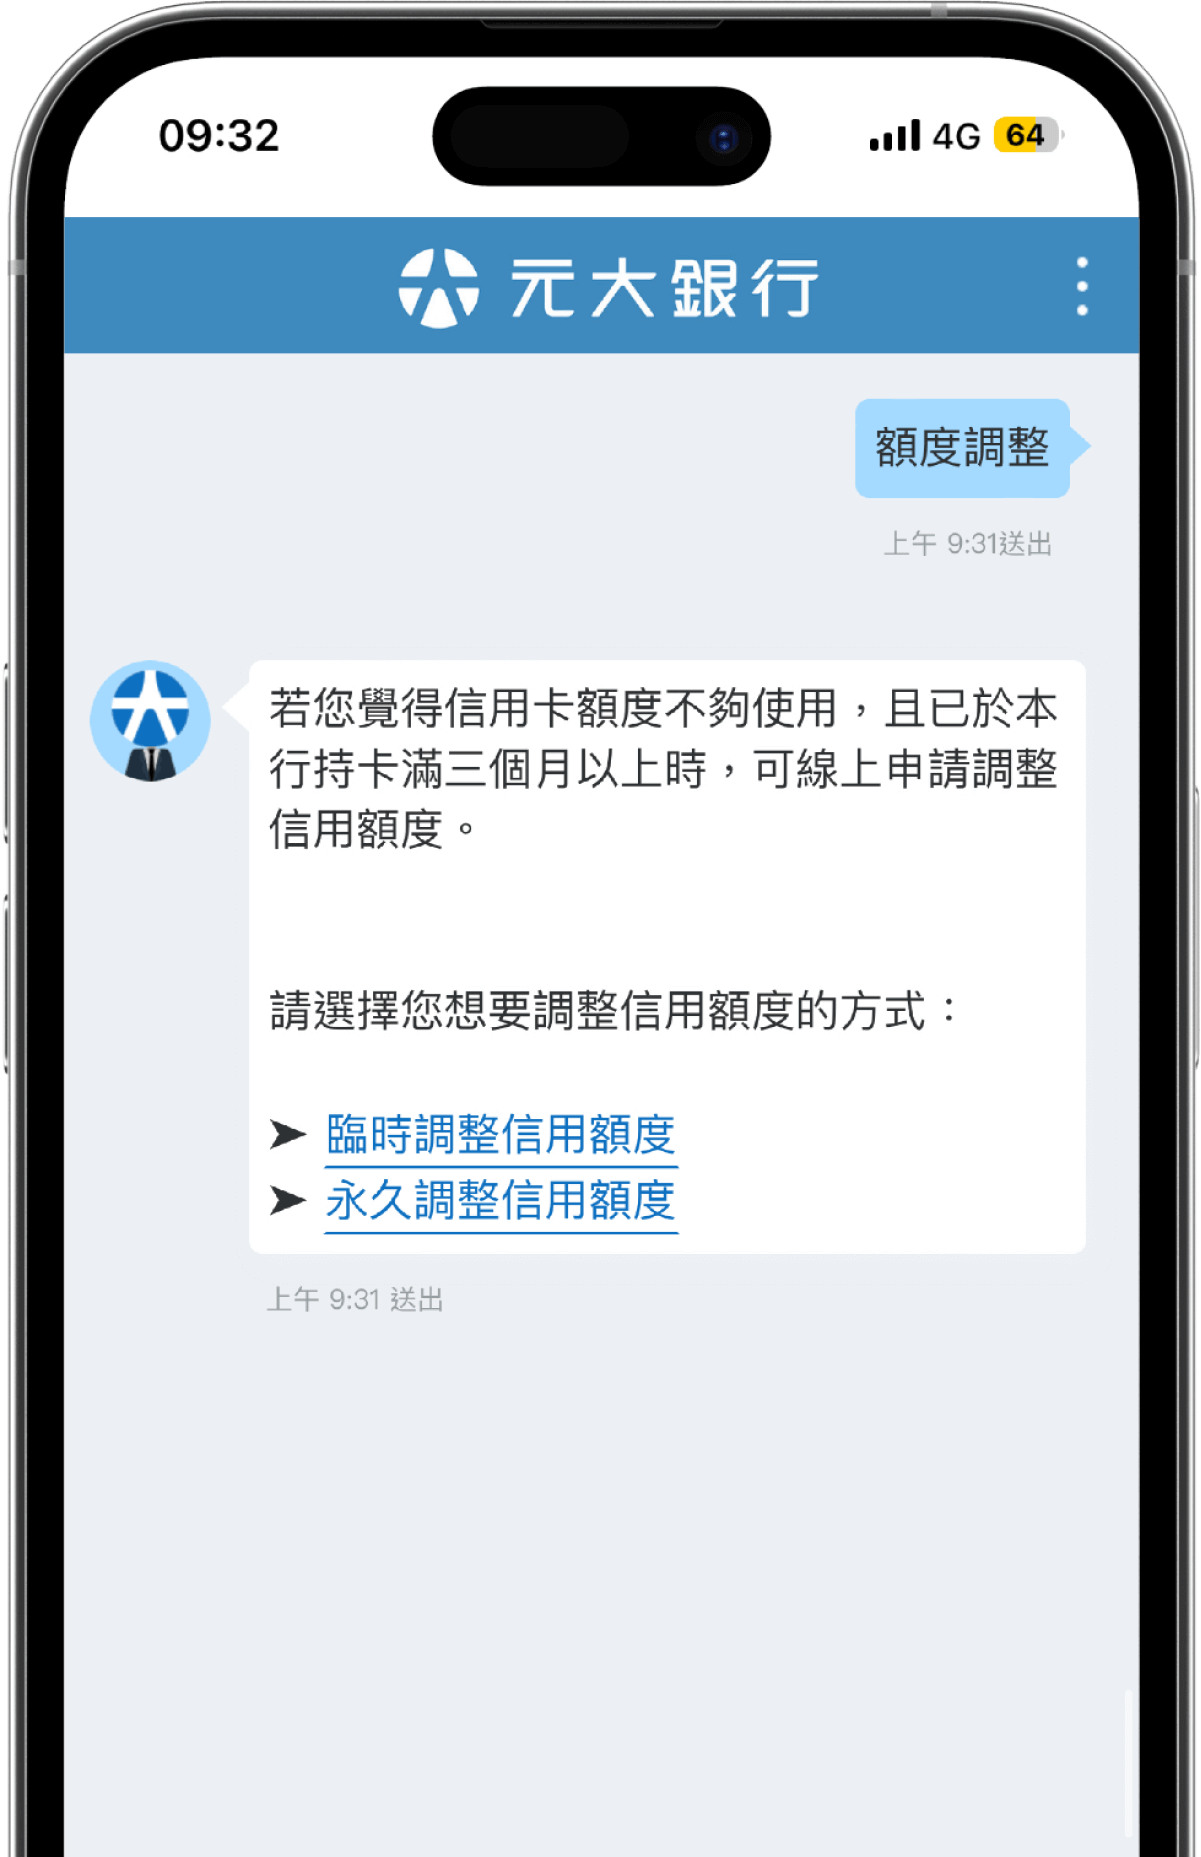 09:32
4G 64
元大銀行
額度調整
上午 9:31送出
若您覺得信用卡額度不夠使用，且已於本
行持卡滿三個月以上時，可線上申請調整
信用額度。
請選擇您想要調整信用額度的方式：
➤ 臨時調整信用額度
➤ 永久調整信用額度
上午 9:31 送出